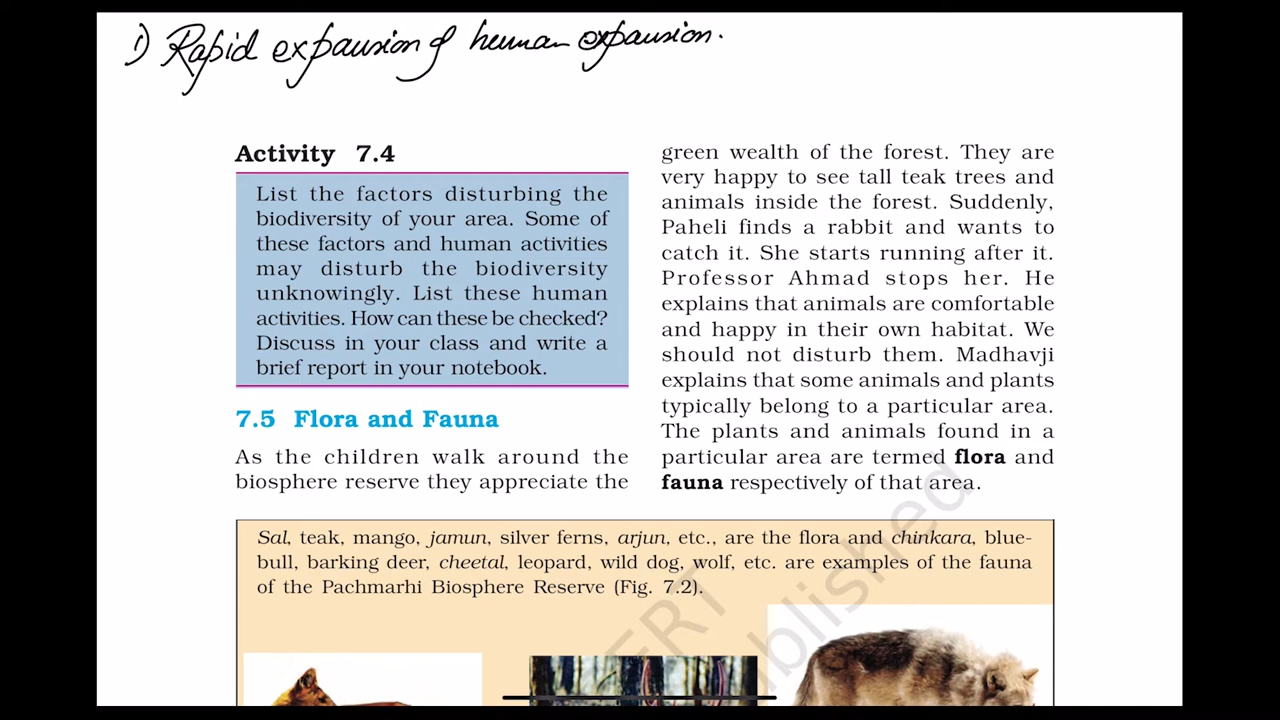 1) Rapid expansion of human expansion.
Activity 7.4
List the factors disturbing the
biodiversity of your area. Some of
these factors and human activities
may disturb the biodiversity
unknowingly. List these human
activities. How can these be checked?
Discuss in your class and write a
brief report in your notebook.
7.5 Flora and Fauna
As the children walk around the
biosphere reserve they appreciate the
green wealth of the forest. They are
very happy to see tall teak trees and
animals inside the forest. Suddenly,
Paheli finds a rabbit and wants to
catch it. She starts running after it.
Professor Ahmad stops her. He
explains that animals are comfortable
and happy in their own habitat. We
should not disturb them. Madhavji
explains that some animals and plants
typically belong to a particular area.
The plants and animals found in a
particular area are termed flora and
fauna respectively of that area.
Sal, teak, mango, jamun, silver ferns, arjun, etc., are the flora and chinkara, blue-
bull, barking deer, cheetal, leopard, wild dog, wolf, etc. are examples of the fauna
of the Pachmarhi Biosphere Reserve (Fig. 7.2).